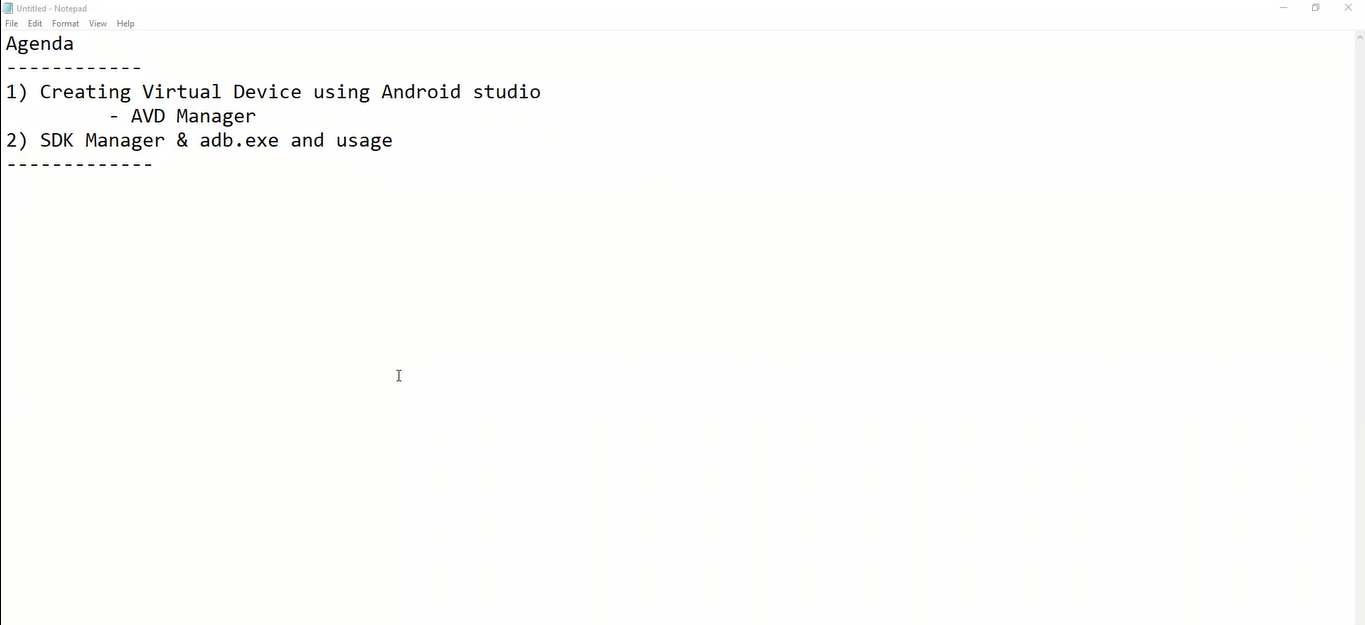 Untitled - Notepad
File Edit Format View Help
Agenda
------------
1) Creating Virtual Device using Android studio
- AVD Manager
2) SDK Manager & adb.exe and usage
-------------